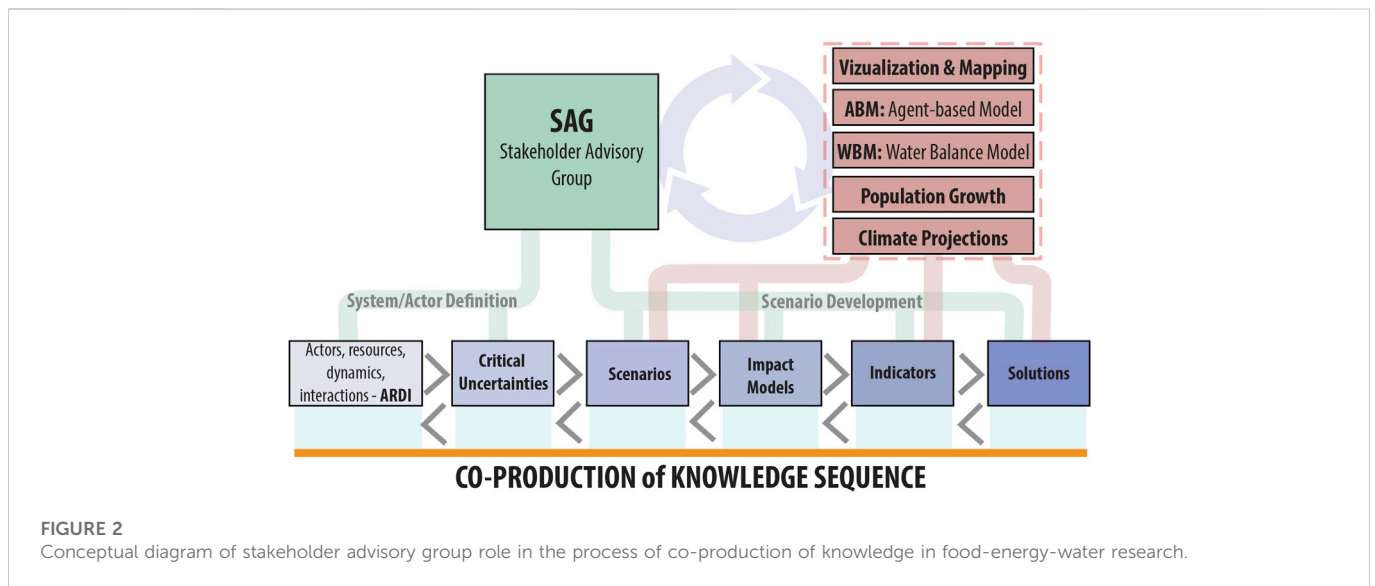 SAG
Stakeholder Advisory
Group
Vizualization & Mapping
ABM: Agent-based Model
WBM: Water Balance Model
Population Growth
Climate Projections
System/Actor Definition
Scenario Development
Actors, resources,
dynamics,
interactions - ARDI
Critical
Uncertainties
Scenarios
Impact
Models
Indicators
Solutions
CO-PRODUCTION of KNOWLEDGE SEQUENCE
FIGURE 2
Conceptual diagram of stakeholder advisory group role in the process of co-production of knowledge in food-energy-water research.